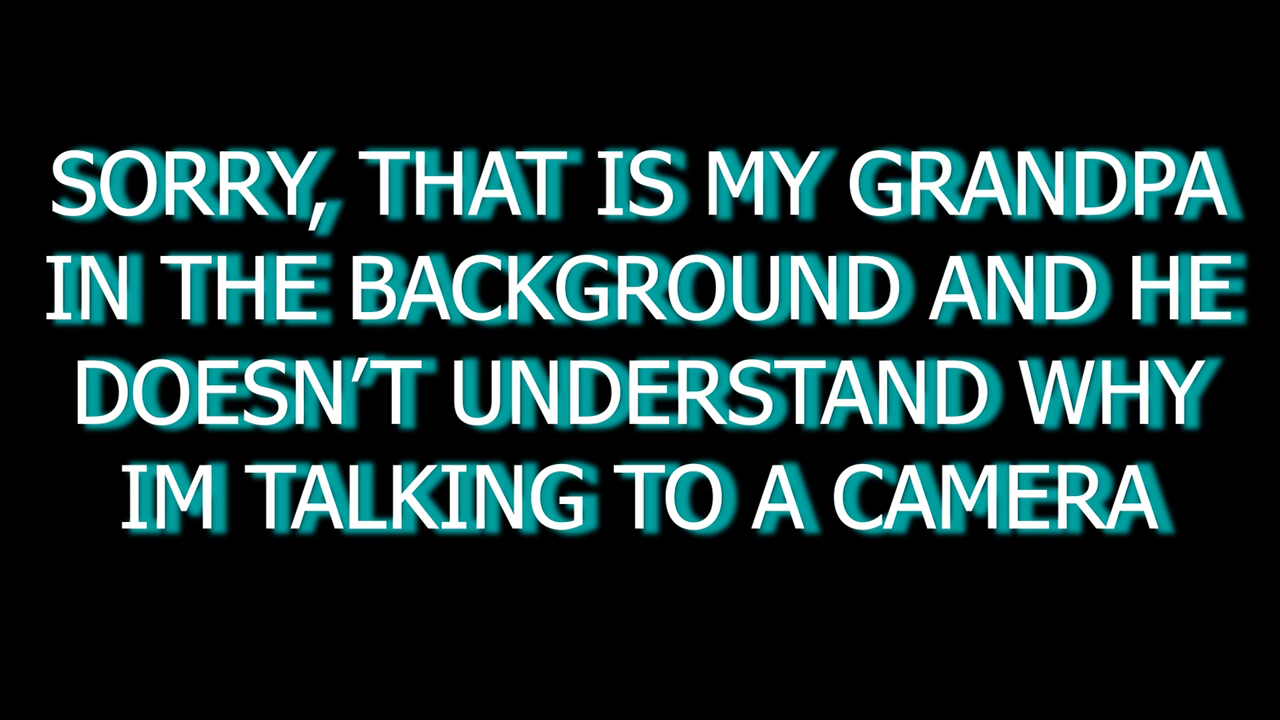 SORRY, THAT IS MY GRANDPA
IN THE BACKGROUND AND HE
DOESN’T UNDERSTAND WHY
IM TALKING TO A CAMERA